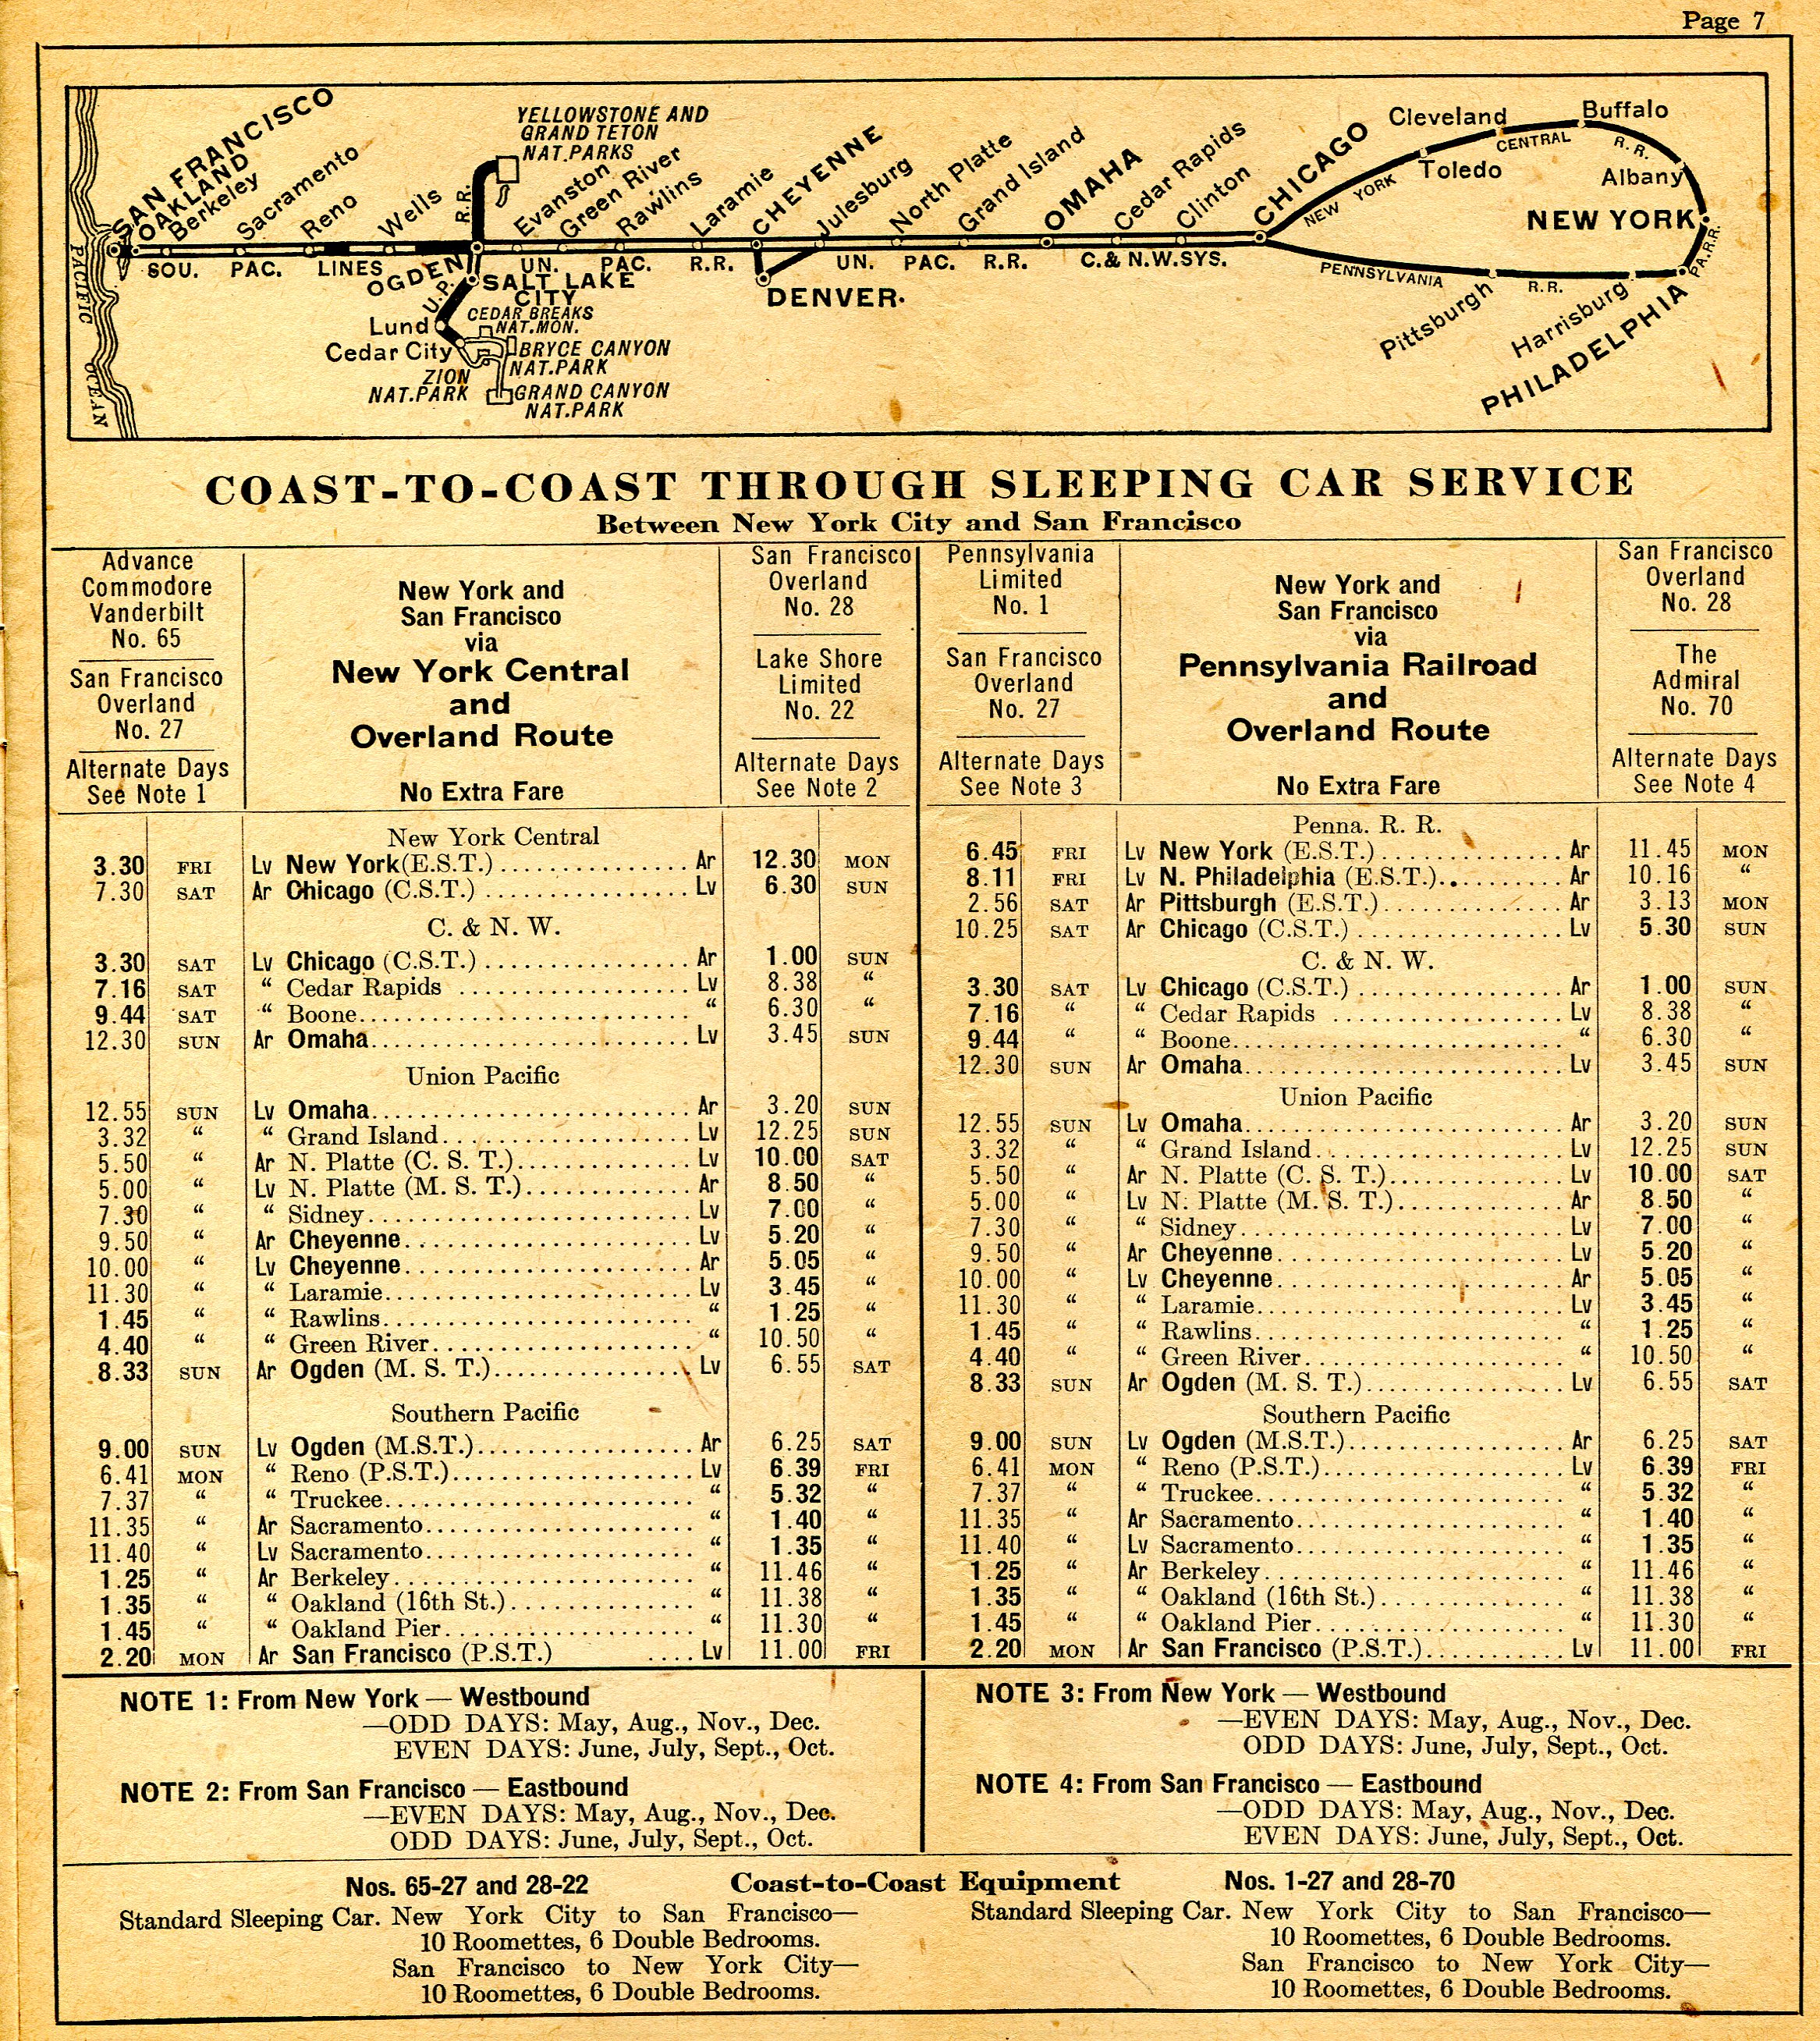 Page 7
SAN FRANCISCO
OAKLAND
Berkeley
Sacramento
Reno
Wells
R.R.
YELLOWSTONE AND
GRAND TETON
NAT. PARKS
Evanston
Green River
Rawlins
Laramie
CHEYENNE
Julesburg
North Platte
Grand Island
OMAHA
Cedar Rapids
Clinton
CHICAGO
Cleveland
Buffalo
NEW YORK CENTRAL R.R.
Toledo
Albany
NEW YORK
PA.R.R.
PACIFIC OCEAN
SOU. PAC. LINES
OGDEN
UN. PAC. R.R.
UN. PAC. R.R.
C.& N.W.SYS.
PENNSYLVANIA R.R.
U.P.
SALT LAKE
CITY
DENVER
Lund
CEDAR BREAKS
NAT.MON.
Cedar City
BRYCE CANYON
NAT.PARK
ZION
NAT.PARK
GRAND CANYON
NAT.PARK
Pittsburgh
Harrisburg
PHILADELPHIA
COAST-TO-COAST THROUGH SLEEPING CAR SERVICE
Between New York City and San Francisco
Advance
Commodore
Vanderbilt
No. 65
San Francisco
Overland
No. 27
Alternate Days
See Note 1
New York and
San Francisco
via
New York Central
and
Overland Route
No Extra Fare
San Francisco
Overland
No. 28
Lake Shore
Limited
No. 22
Alternate Days
See Note 2
New York Central
3.30 FRI Lv New York(E.S.T.) Ar 12.30 MON
7.30 SAT Ar Chicago (C.S.T.) Lv 6.30 SUN
C. & N. W.
3.30 SAT Lv Chicago (C.S.T.) Ar 1.00 SUN
7.16 SAT “ Cedar Rapids Lv 8.38 “
9.44 SAT “ Boone “ 6.30 “
12.30 SUN Ar Omaha Lv 3.45 SUN
Union Pacific
12.55 SUN Lv Omaha Ar 3.20 SUN
3.32 “ “ Grand Island Lv 12.25 SUN
5.50 “ Ar N. Platte (C. S. T.) Lv 10.00 SAT
5.00 “ Lv N. Platte (M. S. T.) Ar 8.50 “
7.30 “ “ Sidney Lv 7.00 “
9.50 “ Ar Cheyenne Lv 5.20 “
10.00 “ Lv Cheyenne Ar 5.05 “
11.30 “ “ Laramie Lv 3.45 “
1.45 “ “ Rawlins “ 1.25 “
4.40 “ “ Green River “ 10.50 “
8.33 SUN Ar Ogden (M. S. T.) Lv 6.55 SAT
Southern Pacific
9.00 SUN Lv Ogden (M.S.T.) Ar 6.25 SAT
6.41 MON “ Reno (P.S.T.) Lv 6.39 FRI
7.37 “ “ Truckee “ 5.32 “
11.35 “ Ar Sacramento “ 1.40 “
11.40 “ Lv Sacramento “ 1.35 “
1.25 “ Ar Berkeley “ 11.46 “
1.35 “ “ Oakland (16th St.) “ 11.38 “
1.45 “ “ Oakland Pier “ 11.30 “
2.20 MON Ar San Francisco (P.S.T.) Lv 11.00 FRI
Pennsylvania
Limited
No. 1
San Francisco
Overland
No. 27
Alternate Days
See Note 3
New York and
San Francisco
via
Pennsylvania Railroad
and
Overland Route
No Extra Fare
San Francisco
Overland
No. 28
The
Admiral
No. 70
Alternate Days
See Note 4
Penna. R. R.
6.45 FRI Lv New York (E.S.T.) Ar 11.45 MON
8.11 FRI Lv N. Philadelphia (E.S.T.) Ar 10.16 “
2.56 SAT Ar Pittsburgh (E.S.T.) Ar 3.13 MON
10.25 SAT Ar Chicago (C.S.T.) Lv 5.30 SUN
C. & N. W.
3.30 SAT Lv Chicago (C.S.T.) Ar 1.00 SUN
7.16 “ “ Cedar Rapids Lv 8.38 “
9.44 “ “ Boone “ 6.30 “
12.30 SUN Ar Omaha Lv 3.45 SUN
Union Pacific
12.55 SUN Lv Omaha Ar 3.20 SUN
3.32 “ “ Grand Island Lv 12.25 SUN
5.50 “ Ar N. Platte (C. S. T.) Lv 10.00 SAT
5.00 “ Lv N. Platte (M. S. T.) Ar 8.50 “
7.30 “ “ Sidney Lv 7.00 “
9.50 “ Ar Cheyenne Lv 5.20 “
10.00 “ Lv Cheyenne Ar 5.05 “
11.30 “ “ Laramie Lv 3.45 “
1.45 “ “ Rawlins “ 1.25 “
4.40 “ “ Green River “ 10.50 “
8.33 SUN Ar Ogden (M. S. T.) Lv 6.55 SAT
Southern Pacific
9.00 SUN Lv Ogden (M.S.T.) Ar 6.25 SAT
6.41 MON “ Reno (P.S.T.) Lv 6.39 FRI
7.37 “ “ Truckee “ 5.32 “
11.35 “ Ar Sacramento “ 1.40 “
11.40 “ Lv Sacramento “ 1.35 “
1.25 “ Ar Berkeley “ 11.46 “
1.35 “ “ Oakland (16th St.) “ 11.38 “
1.45 “ “ Oakland Pier “ 11.30 “
2.20 MON Ar San Francisco (P.S.T.) Lv 11.00 FRI
NOTE 1: From New York — Westbound
—ODD DAYS: May, Aug., Nov., Dec.
EVEN DAYS: June, July, Sept., Oct.
NOTE 2: From San Francisco — Eastbound
—EVEN DAYS: May, Aug., Nov., Dec.
ODD DAYS: June, July, Sept., Oct.
NOTE 3: From New York — Westbound
—EVEN DAYS: May, Aug., Nov., Dec.
ODD DAYS: June, July, Sept., Oct.
NOTE 4: From San Francisco — Eastbound
—ODD DAYS: May, Aug., Nov., Dec.
EVEN DAYS: June, July, Sept., Oct.
Coast-to-Coast Equipment
Nos. 65-27 and 28-22
Standard Sleeping Car. New York City to San Francisco—
10 Roomettes, 6 Double Bedrooms.
San Francisco to New York City—
10 Roomettes, 6 Double Bedrooms.
Nos. 1-27 and 28-70
Standard Sleeping Car. New York City to San Francisco—
10 Roomettes, 6 Double Bedrooms.
San Francisco to New York City—
10 Roomettes, 6 Double Bedrooms.